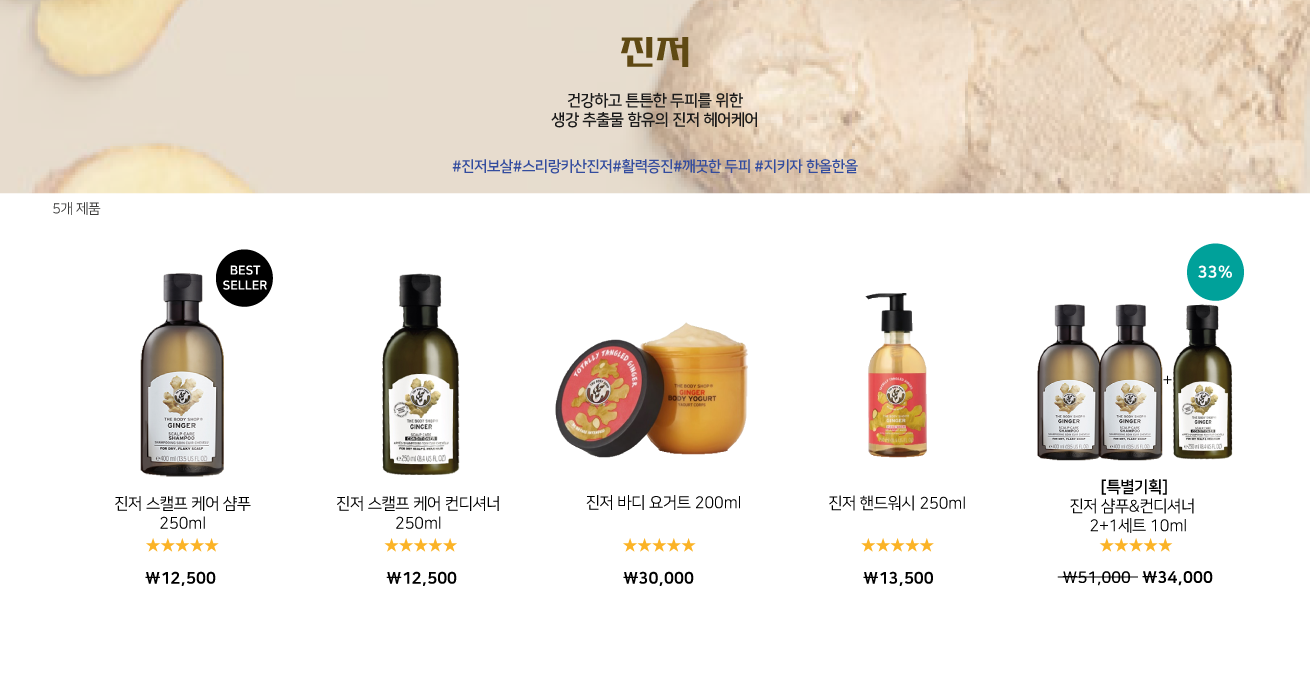 진저
건강하고 튼튼한 두피를 위한
생강 추출물 함유의 진저 헤어케어
#진저보살#스리랑카산진저#활력증진#깨끗한 두피 #지키자 한올한올
5개 제품
BEST
SELLER
THE BODY SHOP®
GINGER
SCALP CARE
SHAMPOO
FOR DRY, FLAKY SCALP
진저 스캘프 케어 샴푸
250ml
★★★★★
₩12,500
THE BODY SHOP®
GINGER
SCALP CARE
CONDITIONER
진저 스캘프 케어 컨디셔너
250ml
★★★★★
₩12,500
TOTALLY TANGLED GINGER
THE BODY SHOP®
GINGER
BODY YOGURT
진저 바디 요거트 200ml
★★★★★
₩30,000
GINGER
진저 핸드워시 250ml
★★★★★
₩13,500
33%
GINGER
SHAMPOO
GINGER
SHAMPOO
+
GINGER
[특별기획]
진저 샴푸&컨디셔너
2+1세트 10ml
★★★★★
₩51,000 ₩34,000